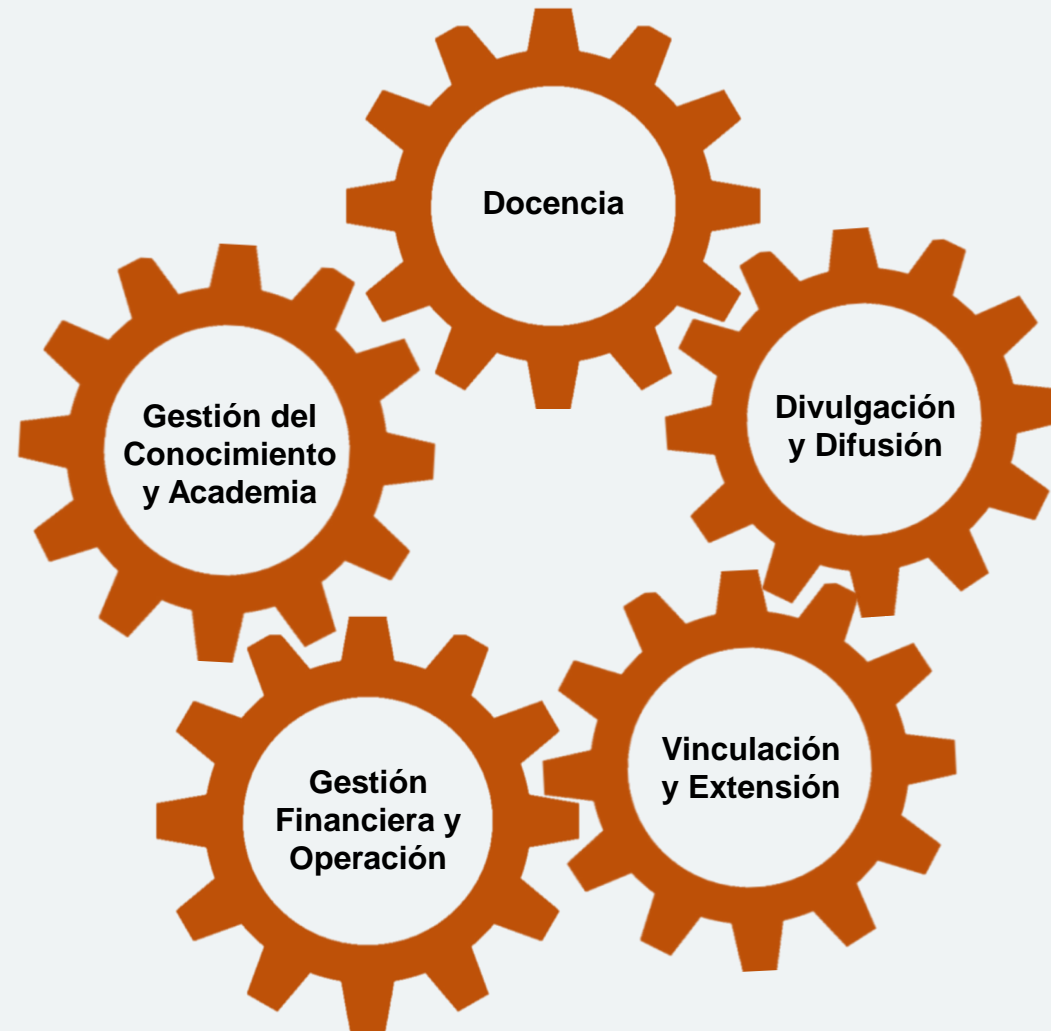 Docencia
Gestión del
Conocimiento
y Academia
Divulgación
y Difusión
Gestión
Financiera y
Operación
Vinculación
y Extensión